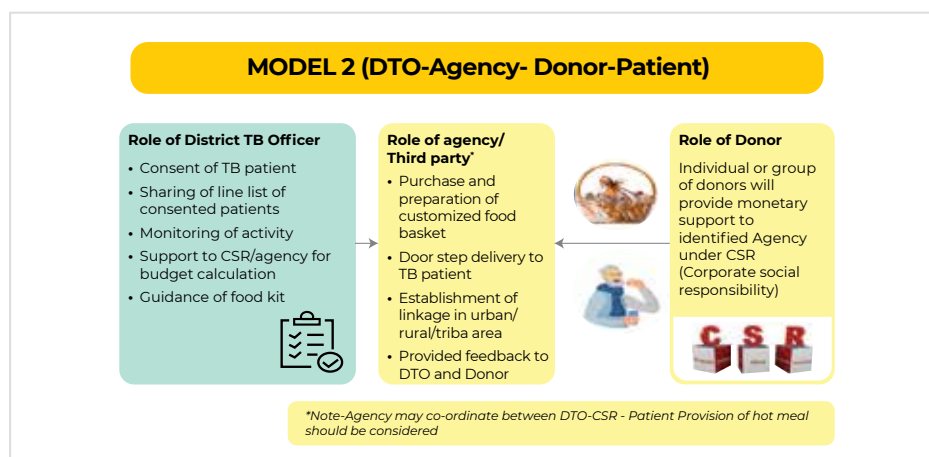 MODEL 2 (DTO-Agency- Donor-Patient)
Role of District TB Officer
• Consent of TB patient
• Sharing of line list of
consented patients
• Monitoring of activity
• Support to CSR/agency for
budget calculation
• Guidance of food kit
Role of agency/
Third party*
• Purchase and
preparation of
customized food
basket
• Door step delivery to
TB patient
• Establishment of
linkage in urban/
rural/triba area
• Provided feedback to
DTO and Donor
Role of Donor
Individual or group
of donors will
provide monetary
support to
identified Agency
under CSR
(Corporate social
responsibility)
C S R
*Note-Agency may co-ordinate between DTO-CSR - Patient Provision of hot meal
should be considered